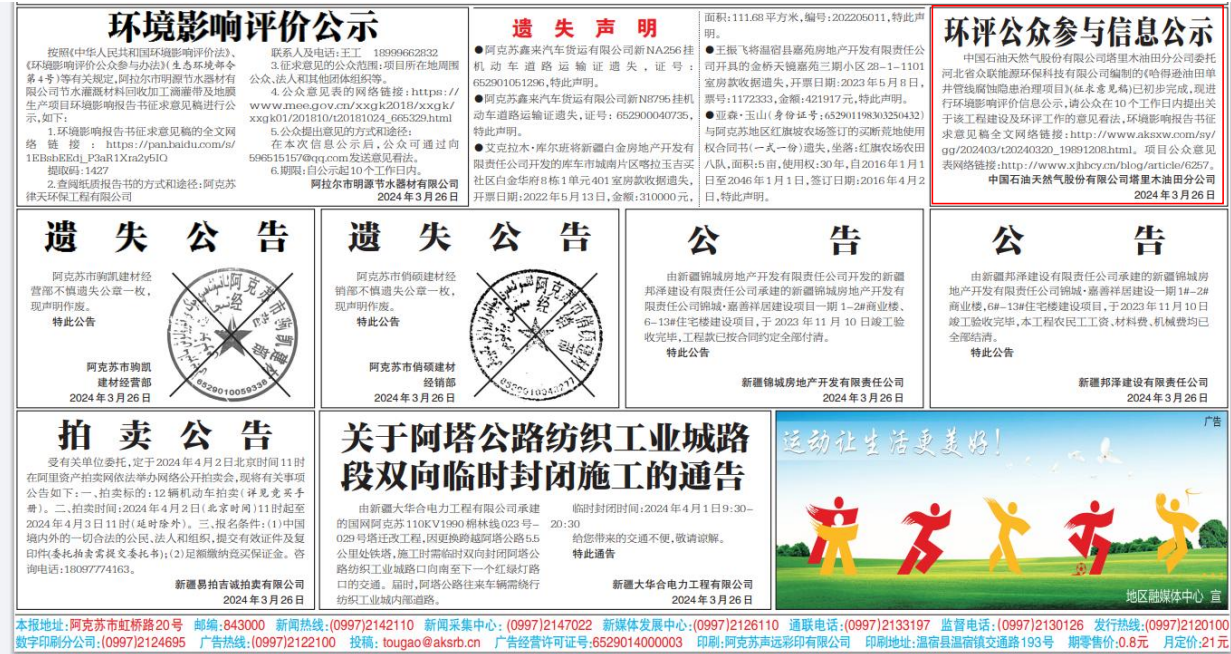 环境影响评价公示
按照《中华人民共和国环境影响评价法》、
《环境影响评价公众参与办法》(生态环境部令
第4号)等有关规定,阿拉尔市明源节水器材有
限公司节水灌溉材料回收加工滴灌带及地膜
生产项目环境影响报告书征求意见稿进行公
示,如下:
1.环境影响报告书征求意见稿的全文网
络链接:https://pan.baidu.com/s/
1EBsbEEdj_P3aR1Xra2y5IQ
提取码:1427
2.查阅纸质报告书的方式和途径:阿克苏
律天环保工程有限公司
联系人及电话:王工 18999662832
3.征求意见的公众范围:项目所在地周围
公众、法人和其他团体组织等。
4.公众意见表的网络链接:https://
www.mee.gov.cn/xxgk2018/xxgk/
xxgk01/201810/t20181024_665329.html
5.公众提出意见的方式和途径:
在本次信息公示后,公众可通过向
596515157@qq.com发送意见看法。
6.期限:自公示起10个工作日内。
阿拉尔市明源节水器材有限公司
2024年3月26日
遗失声明
●阿克苏鑫来汽车货运有限公司新NA256挂
机动车道路运输证遗失,证号:
652901051296,特此声明。
●阿克苏鑫来汽车货运有限公司新N8795挂机
动车道路运输证遗失,证号:652900040735,
特此声明。
●艾克拉木·库尔班将新疆白金房地产开发有
限责任公司开发的库车市城南片区喀拉玉吉买
社区白金华府8栋1单元401室房款收据遗失,
开票日期:2022年5月13日,金额:310000元,
面积:111.68平方米,编号:202205011,特此声
明。
●王振飞将温宿县嘉苑房地产开发有限责任公
司开具的金桥天镜嘉苑三期小区28-1-1101
室房款收据遗失,开票日期:2023年5月8日,
票号:1172333,金额:421917元,特此声明。
●亚森·玉山(身份证号:652901198303250432)
与阿克苏地区红旗坡农场签订的买断荒地使用
权合同书(一式一份)遗失,坐落:红旗农场农田
八队,面积:5亩,使用权:30年,自2016年1月1
日至2046年1月1日,签订日期:2016年4月2
日,特此声明。
环评公众参与信息公示
中国石油天然气股份有限公司塔里木油田分公司委托
河北省众联能源环保科技有限公司编制的《哈得逊油田单
井管线腐蚀隐患治理项目》(征求意见稿)已初步完成,现进
行环境影响评价信息公示,请公众在10个工作日内提出关
于该工程建设及环评工作的意见看法,环境影响报告书征
求意见稿全文网络链接:http://www.aksxw.com/sy/
gg/202403/t20240320_19891208.html。项目公众意见
表网络链接:http://www.xjhbcy.cn/blog/article/6257。
中国石油天然气股份有限公司塔里木油田分公司
2024年3月26日
遗失公告
阿克苏市驹凯建材经
营部不慎遗失公章一枚,
现声明作废。
特此公告
阿克苏市驹凯
建材经营部
2024年3月26日
阿克苏市驹凯建材
经营部
6529010059336
遗失公告
阿克苏市俏硕建材经
销部不慎遗失公章一枚,
现声明作废。
特此公告
阿克苏市俏硕建材
经销部
2024年3月26日
阿克苏市俏硕建材
经销部
公告
由新疆锦城房地产开发有限责任公司开发的新疆
邦泽建设有限责任公司承建的新疆锦城房地产开发有
限责任公司锦城·嘉善祥居建设项目一期 1-2#商业楼、
6-13#住宅楼建设项目,于2023年11月10日竣工验
收完毕,工程款已按合同约定全部付清。
特此公告
新疆锦城房地产开发有限责任公司
2024年3月26日
公告
由新疆邦泽建设有限责任公司承建的新疆锦城房
地产开发有限责任公司锦城·嘉善祥居建设一期1#-2#
商业楼,6#-13#住宅楼建设项目,于2023年11月10日
竣工验收完毕,本工程农民工工资、材料费、机械费均已
全部结清。
特此公告
新疆邦泽建设有限责任公司
2024年3月26日
拍卖公告
受有关单位委托,定于2024年4月2日北京时间11时
在阿里资产拍卖网依法举办网络公开拍卖会,现将有关事项
公告如下:一、拍卖标的:12辆机动车拍卖(详见竞买手
册)。二、拍卖时间:2024年4月2日(北京时间)11时起至
2024年4月3日11时(延时除外)。三、报名条件:(1)中国
境内外的一切合法的公民、法人和组织,提交有效证件及复
印件(委托拍卖需提交委托书);(2)足额缴纳竞买保证金。咨
询电话:18097774163。
新疆易拍吉诚拍卖有限公司
2024年3月26日
关于阿塔公路纺织工业城路
段双向临时封闭施工的通告
由新疆大华合电力工程有限公司承建
的国网阿克苏110KV1990棉林线023号-
029号塔迁改工程,因更换跨越阿塔公路5.5
公里处铁塔,施工时需临时双向封闭阿塔公
路纺织工业城路口向南至下一个红绿灯路
口的交通。届时,阿塔公路往来车辆需绕行
纺织工业城内部道路。
临时封闭时间:2024年4月1日9:30-
20:30
给您带来的交通不便,敬请谅解。
特此通告
新疆大华合电力工程有限公司
2024年3月26日
广告
运动让生活更美好!
地区融媒体中心 宣
本报地址:阿克苏市虹桥路20号 邮编:843000 新闻热线:(0997)2142110 新闻采集中心:(0997)2147022 新媒体发展中心:(0997)2126110 通联电话:(0997)2133197 监督电话:(0997)2130126 发行热线:(0997)2120100
数字印刷分公司:(0997)2124695 广告热线:(0997)2122100 投稿:tougao@aksrb.cn 广告经营许可证号:6529014000003 印刷:阿克苏声远彩印有限公司 印刷地址:温宿县温宿镇交通路193号 期零售价:0.8元 月定价:21元